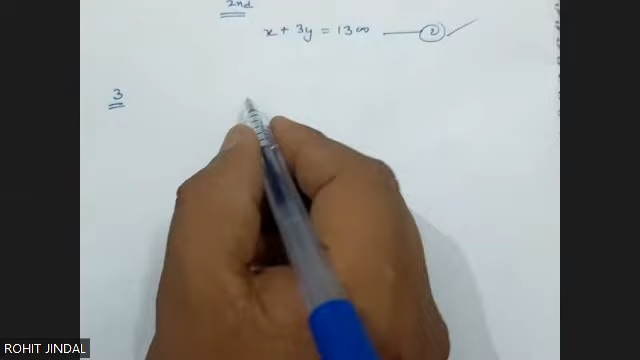 2nd
x + 3y = 1300 —— ②
3
ROHIT JINDAL